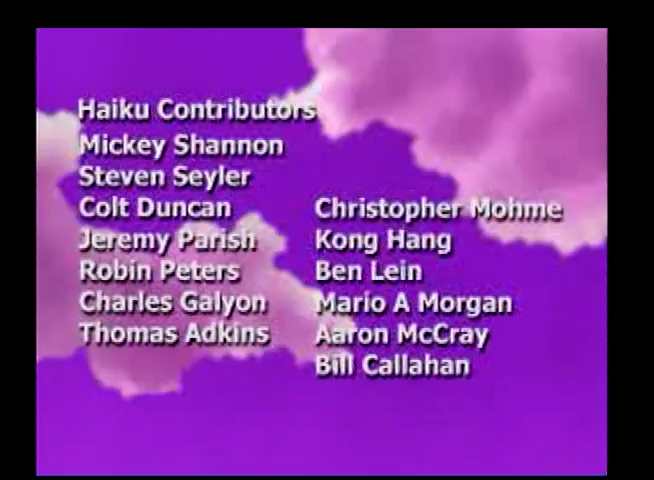 Haiku Contributors
Mickey Shannon
Steven Seyler
Colt Duncan
Jeremy Parish
Robin Peters
Charles Galyon
Thomas Adkins
Christopher Mohme
Kong Hang
Ben Lein
Mario A Morgan
Aaron McCray
Bill Callahan